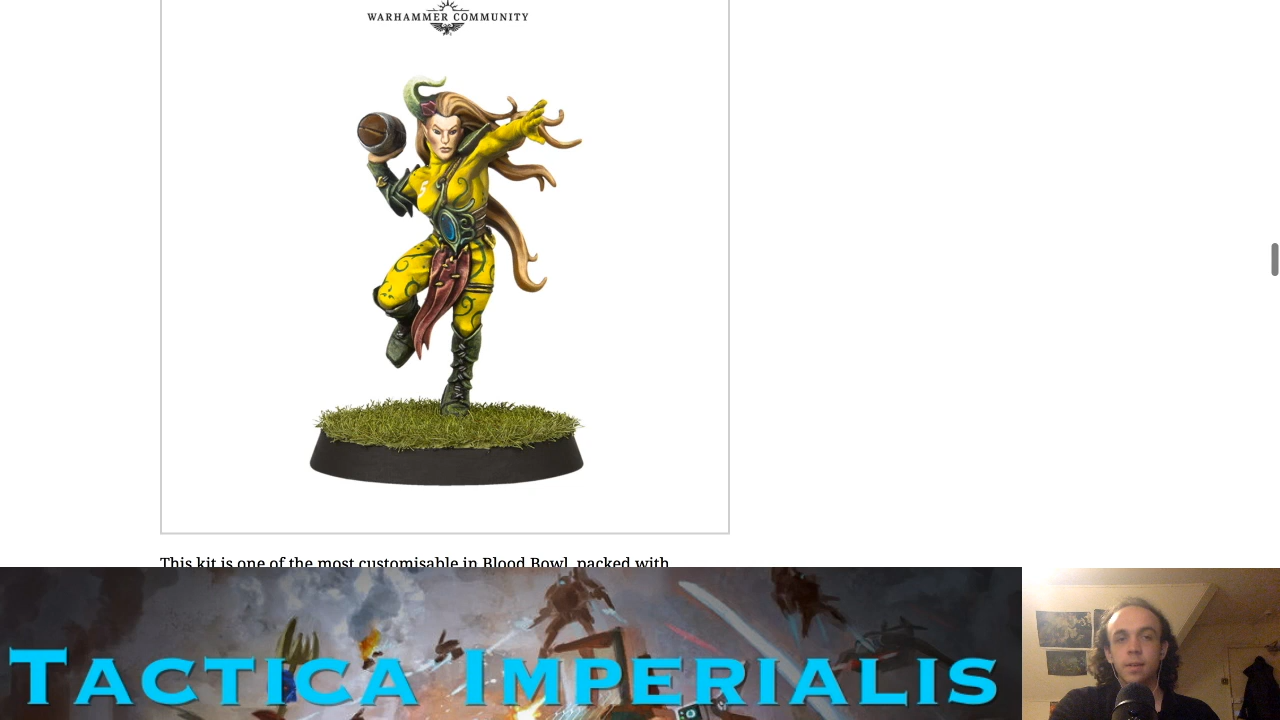 WARHAMMER COMMUNITY
This kit is one of the most customisable in Blood Bowl, packed with
TACTICA IMPERIALIS